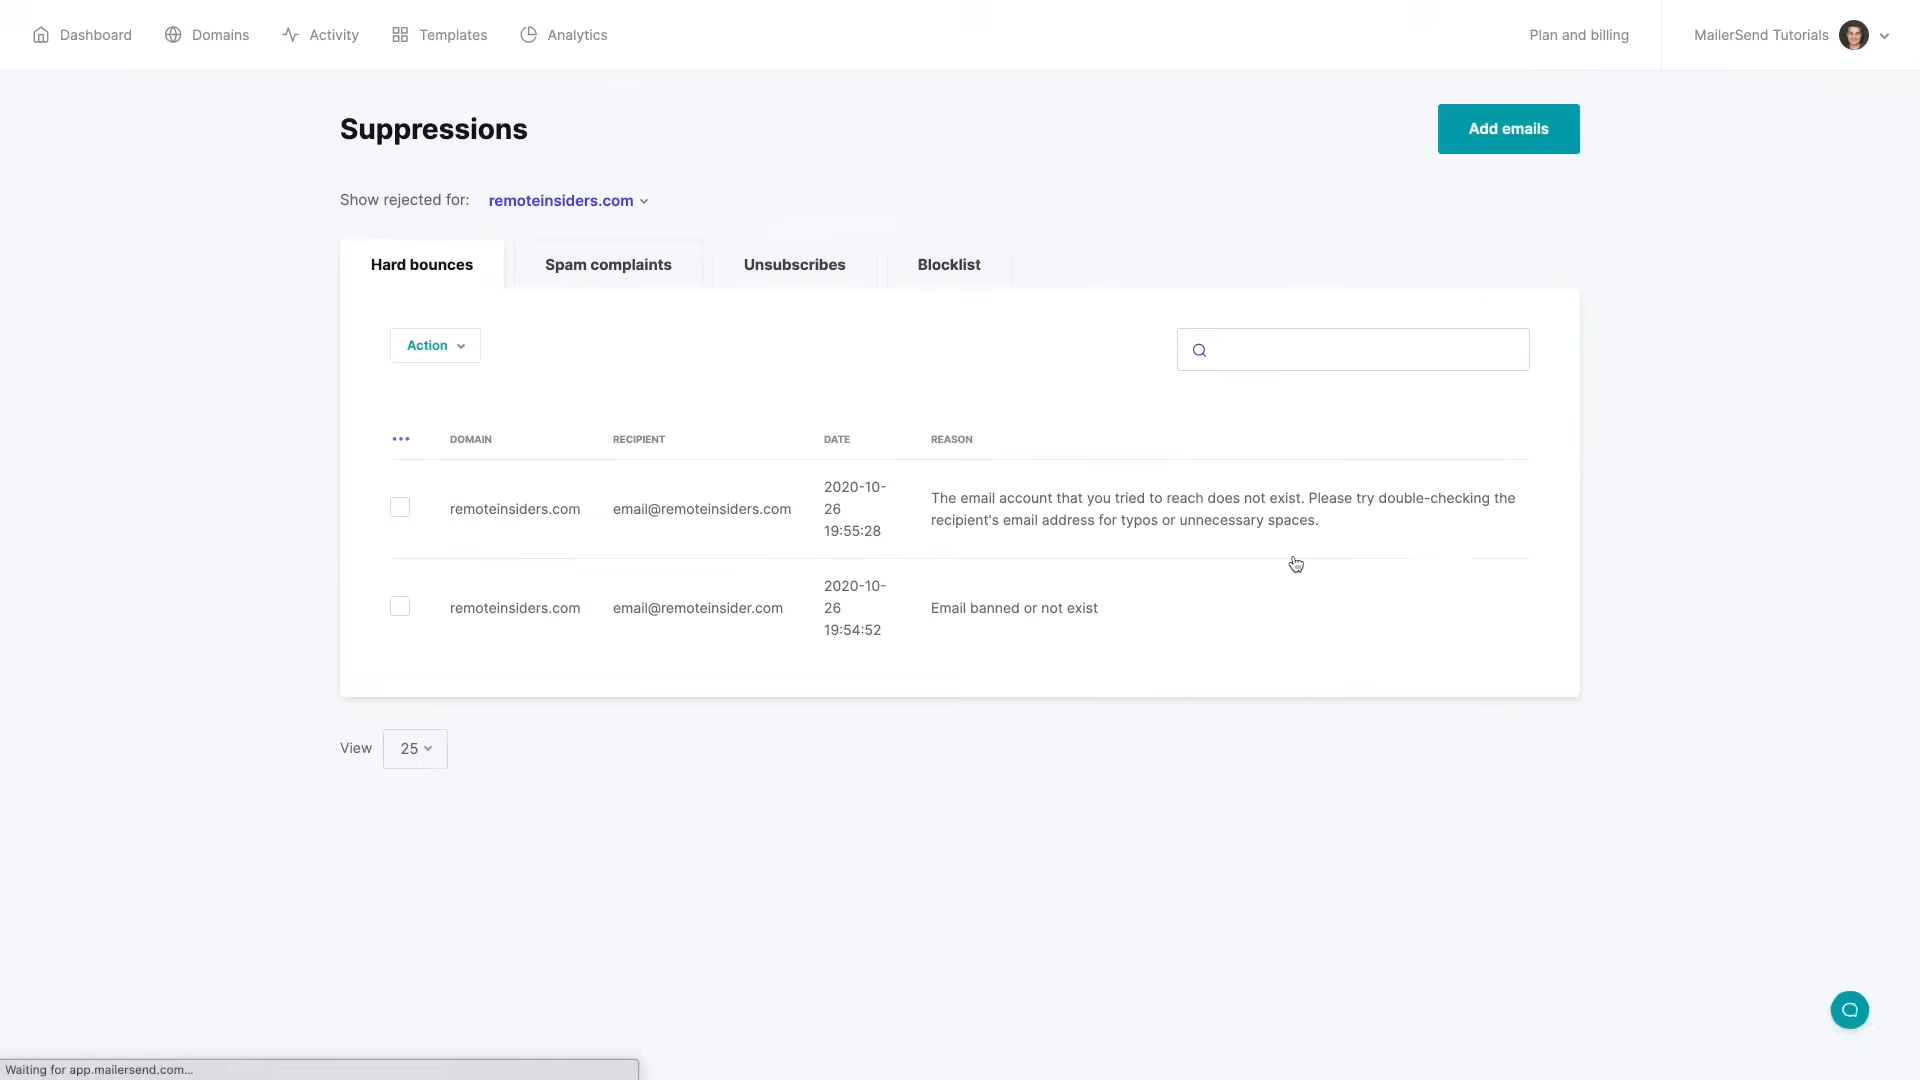 Dashboard Domains Activity Templates Analytics Plan and billing MailerSend Tutorials
Suppressions
Add emails
Show rejected for: remoteinsiders.com
Hard bounces Spam complaints Unsubscribes Blocklist
Action
DOMAIN RECIPIENT DATE REASON
remoteinsiders.com email@remoteinsiders.com
2020-10-
26
19:55:28
The email account that you tried to reach does not exist. Please try double-checking the
recipient's email address for typos or unnecessary spaces.
remoteinsiders.com email@remoteinsider.com
2020-10-
26
19:54:52
Email banned or not exist
View 25
Waiting for app.mailersend.com...